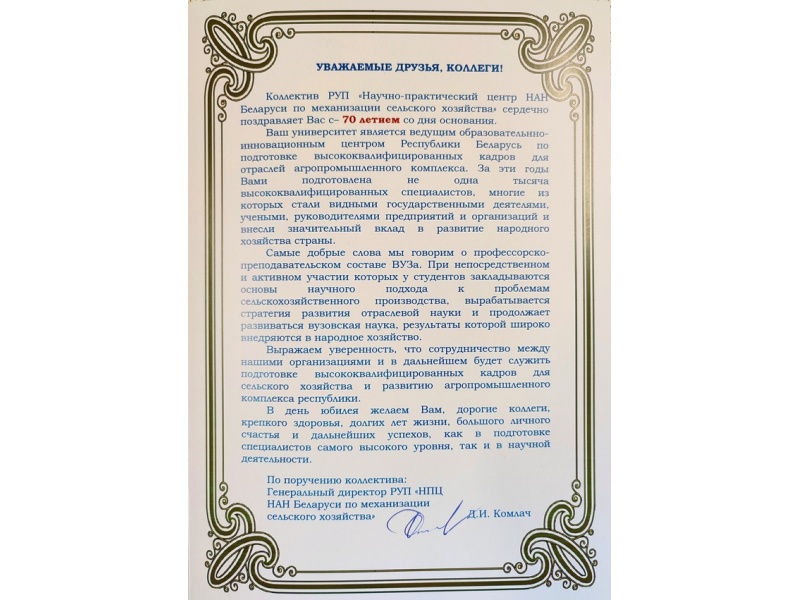 УВАЖАЕМЫЕ ДРУЗЬЯ, КОЛЛЕГИ!
Коллектив РУП «Научно-практический центр НАН
Беларуси по механизации сельского хозяйства» сердечно
поздравляет Вас с– 70 летием со дня основания.
Ваш университет является ведущим образовательно-
инновационным центром Республики Беларусь по
подготовке высококвалифицированных кадров для
отраслей агропромышленного комплекса. За эти годы
Вами подготовлена не одна тысяча
высококвалифицированных специалистов, многие из
которых стали видными государственными деятелями,
учеными, руководителями предприятий и организаций и
внесли значительный вклад в развитие народного
хозяйства страны.
Самые добрые слова мы говорим о профессорско-
преподавательском составе ВУЗа. При непосредственном
и активном участии которых у студентов закладываются
основы научного подхода к проблемам
сельскохозяйственного производства, вырабатывается
стратегия развития отраслевой науки и продолжает
развиваться вузовская наука, результаты которой широко
внедряются в народное хозяйство.
Выражаем уверенность, что сотрудничество между
нашими организациями и в дальнейшем будет служить
подготовке высококвалифицированных кадров для
сельского хозяйства и развитию агропромышленного
комплекса республики.
В день юбилея желаем Вам, дорогие коллеги,
крепкого здоровья, долгих лет жизни, большого личного
счастья и дальнейших успехов, как в подготовке
специалистов самого высокого уровня, так и в научной
деятельности.
По поручению коллектива:
Генеральный директор РУП «НПЦ
НАН Беларуси по механизации
сельского хозяйства» Д.И. Комлач